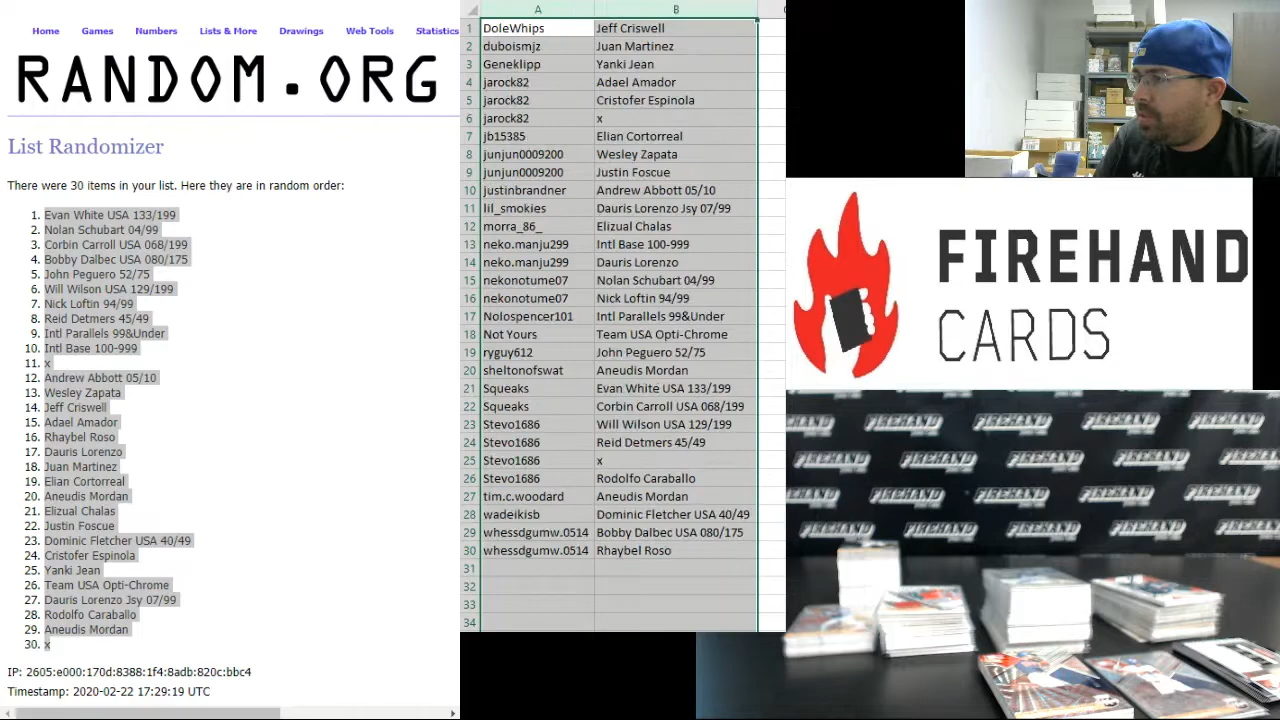 Home Games Numbers Lists & More Drawings Web Tools Statistics
RANDOM.ORG
List Randomizer
There were 30 items in your list. Here they are in random order:
1. Evan White USA 133/199
2. Nolan Schubart 04/99
3. Corbin Carroll USA 068/199
4. Bobby Dalbec USA 080/175
5. John Peguero 52/75
6. Will Wilson USA 129/199
7. Nick Loftin 94/99
8. Reid Detmers 45/49
9. Intl Parallels 99&Under
10. Intl Base 100-999
11. x
12. Andrew Abbott 05/10
13. Wesley Zapata
14. Jeff Criswell
15. Adael Amador
16. Rhaybel Roso
17. Dauris Lorenzo
18. Juan Martinez
19. Elian Cortorreal
20. Aneudis Mordan
21. Elizual Chalas
22. Justin Foscue
23. Dominic Fletcher USA 40/49
24. Cristofer Espinola
25. Yanki Jean
26. Team USA Opti-Chrome
27. Dauris Lorenzo Jsy 07/99
28. Rodolfo Caraballo
29. Aneudis Mordan
30. x
IP: 2605:e000:170d:8388:1f4:8adb:820c:bbc4
Timestamp: 2020-02-22 17:29:19 UTC
A B
1 DoleWhips Jeff Criswell
2 duboismjz Juan Martinez
3 Geneklipp Yanki Jean
4 jarock82 Adael Amador
5 jarock82 Cristofer Espinola
6 jarock82 x
7 jb15385 Elian Cortorreal
8 junjun0009200 Wesley Zapata
9 junjun0009200 Justin Foscue
10 justinbrandner Andrew Abbott 05/10
11 lil_smokies Dauris Lorenzo Jsy 07/99
12 morra_86_ Elizual Chalas
13 neko.manju299 Intl Base 100-999
14 neko.manju299 Dauris Lorenzo
15 nekonotume07 Nolan Schubart 04/99
16 nekonotume07 Nick Loftin 94/99
17 Nolospencer101 Intl Parallels 99&Under
18 Not Yours Team USA Opti-Chrome
19 ryguy612 John Peguero 52/75
20 sheltonofswat Aneudis Mordan
21 Squeaks Evan White USA 133/199
22 Squeaks Corbin Carroll USA 068/199
23 Stevo1686 Will Wilson USA 129/199
24 Stevo1686 Reid Detmers 45/49
25 Stevo1686 x
26 Stevo1686 Rodolfo Caraballo
27 tim.c.woodard Aneudis Mordan
28 wadeikisb Dominic Fletcher USA 40/49
29 whessdgumw.0514 Bobby Dalbec USA 080/175
30 whessdgumw.0514 Rhaybel Roso
31
32
33
34
FIREHAND
CARDS
FIREHAND FIREHAND FIREHAND
FIREHAND FIREHAND FIREHAND
FIREHAND FIREHAND FIREHAND
FIREHAND FIREHAND FIREHAND